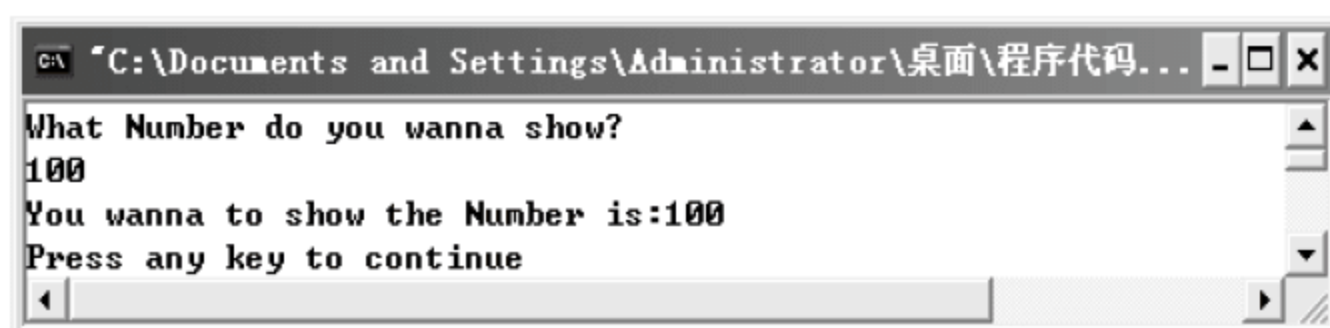 "C:\Documents and Settings\Administrator\桌面\程序代码...
What Number do you wanna show?
100
You wanna to show the Number is:100
Press any key to continue